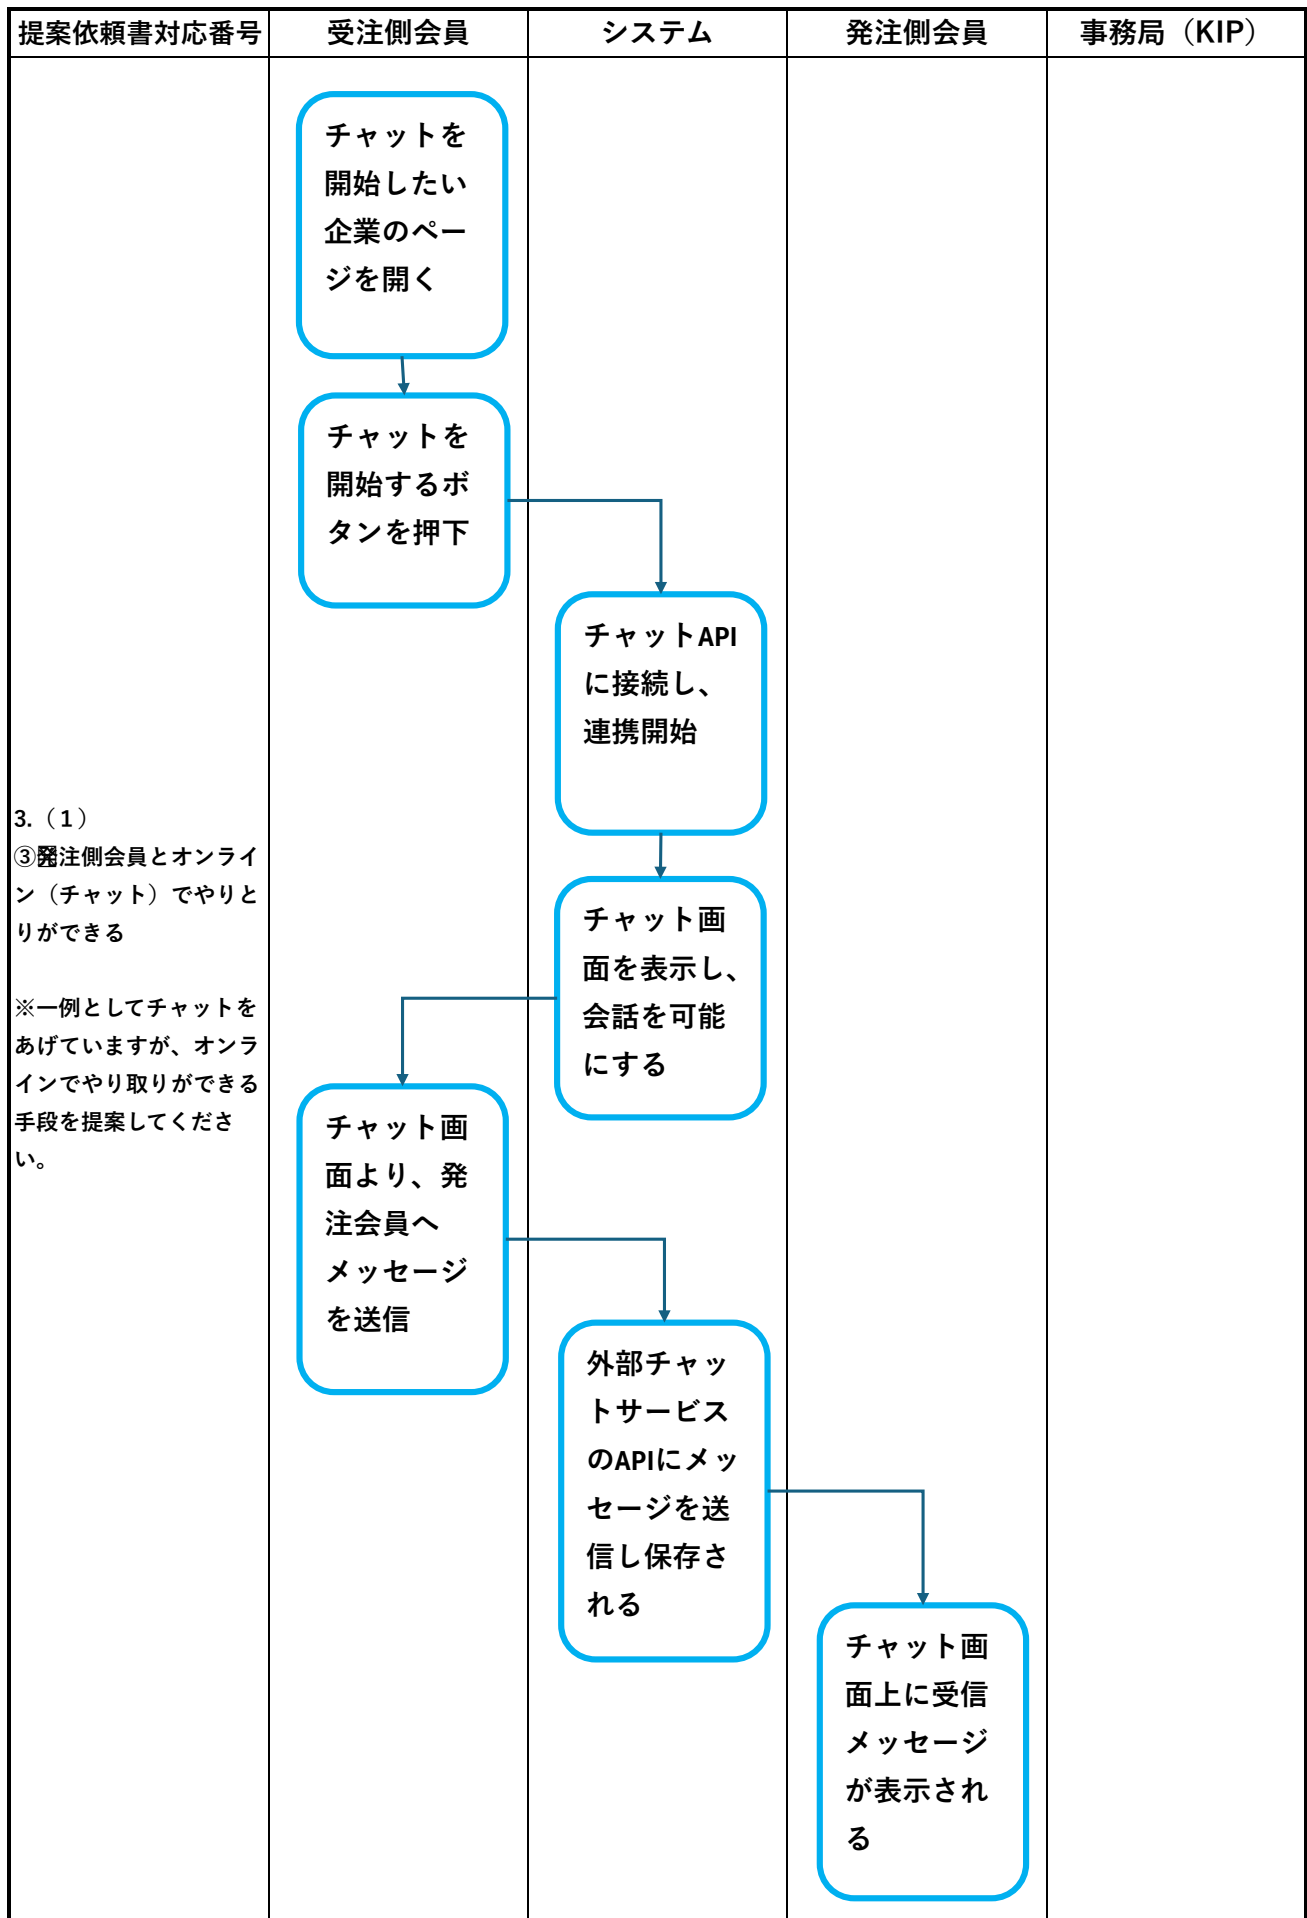 提案依頼書対応番号
受注側会員
システム
発注側会員
事務局（KIP）
3.（１）
③発注側会員とオンライ
ン（チャット）でやりと
りができる
※一例としてチャットを
あげていますが、オンラ
インでやり取りができる
手段を提案してくださ
い。
チャットを
開始したい
企業のペー
ジを開く
チャットを
開始するボ
タンを押下
チャットAPI
に接続し、
連携開始
チャット画
面を表示し、
会話を可能
にする
チャット画
面より、発
注会員へ
メッセージ
を送信
外部チャッ
トサービス
のAPIにメッ
セージを送
信し保存さ
れる
チャット画
面上に受信
メッセージ
が表示され
る